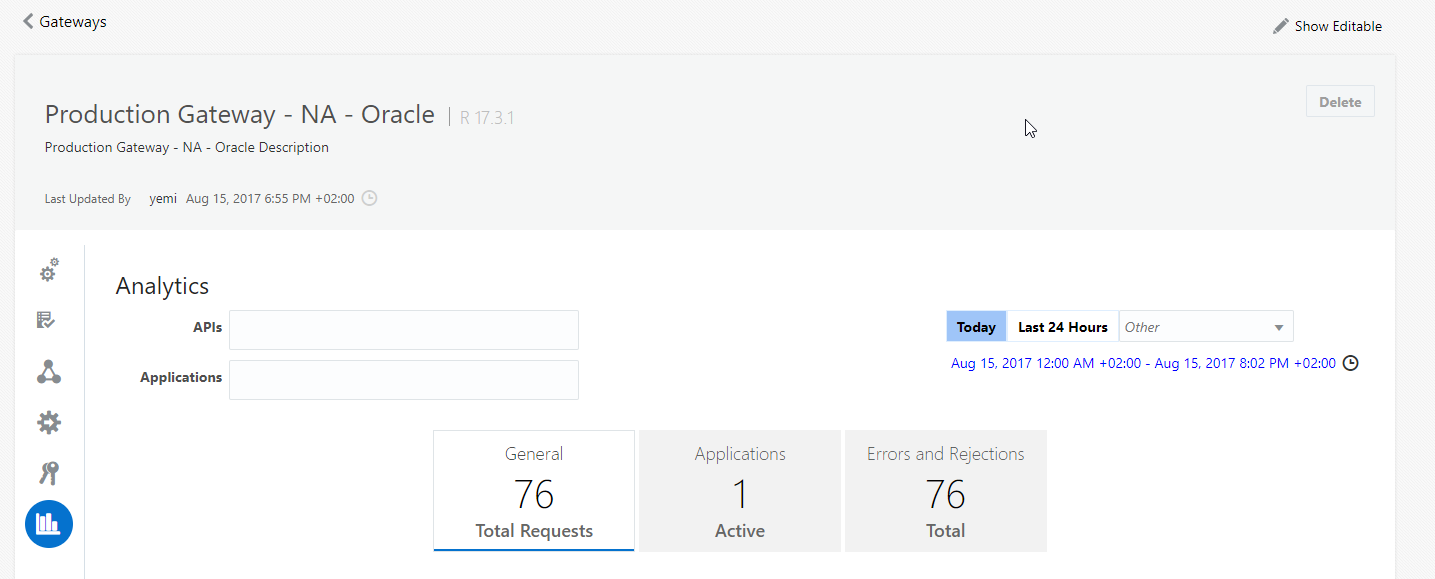 Gateways
Show Editable
Production Gateway - NA - Oracle | R 17.3.1
Delete
Production Gateway - NA - Oracle Description
Last Updated By yemi Aug 15, 2017 6:55 PM +02:00
Analytics
APIs
Today Last 24 Hours Other
Aug 15, 2017 12:00 AM +02:00 - Aug 15, 2017 8:02 PM +02:00
Applications
General
76
Total Requests
Applications
1
Active
Errors and Rejections
76
Total